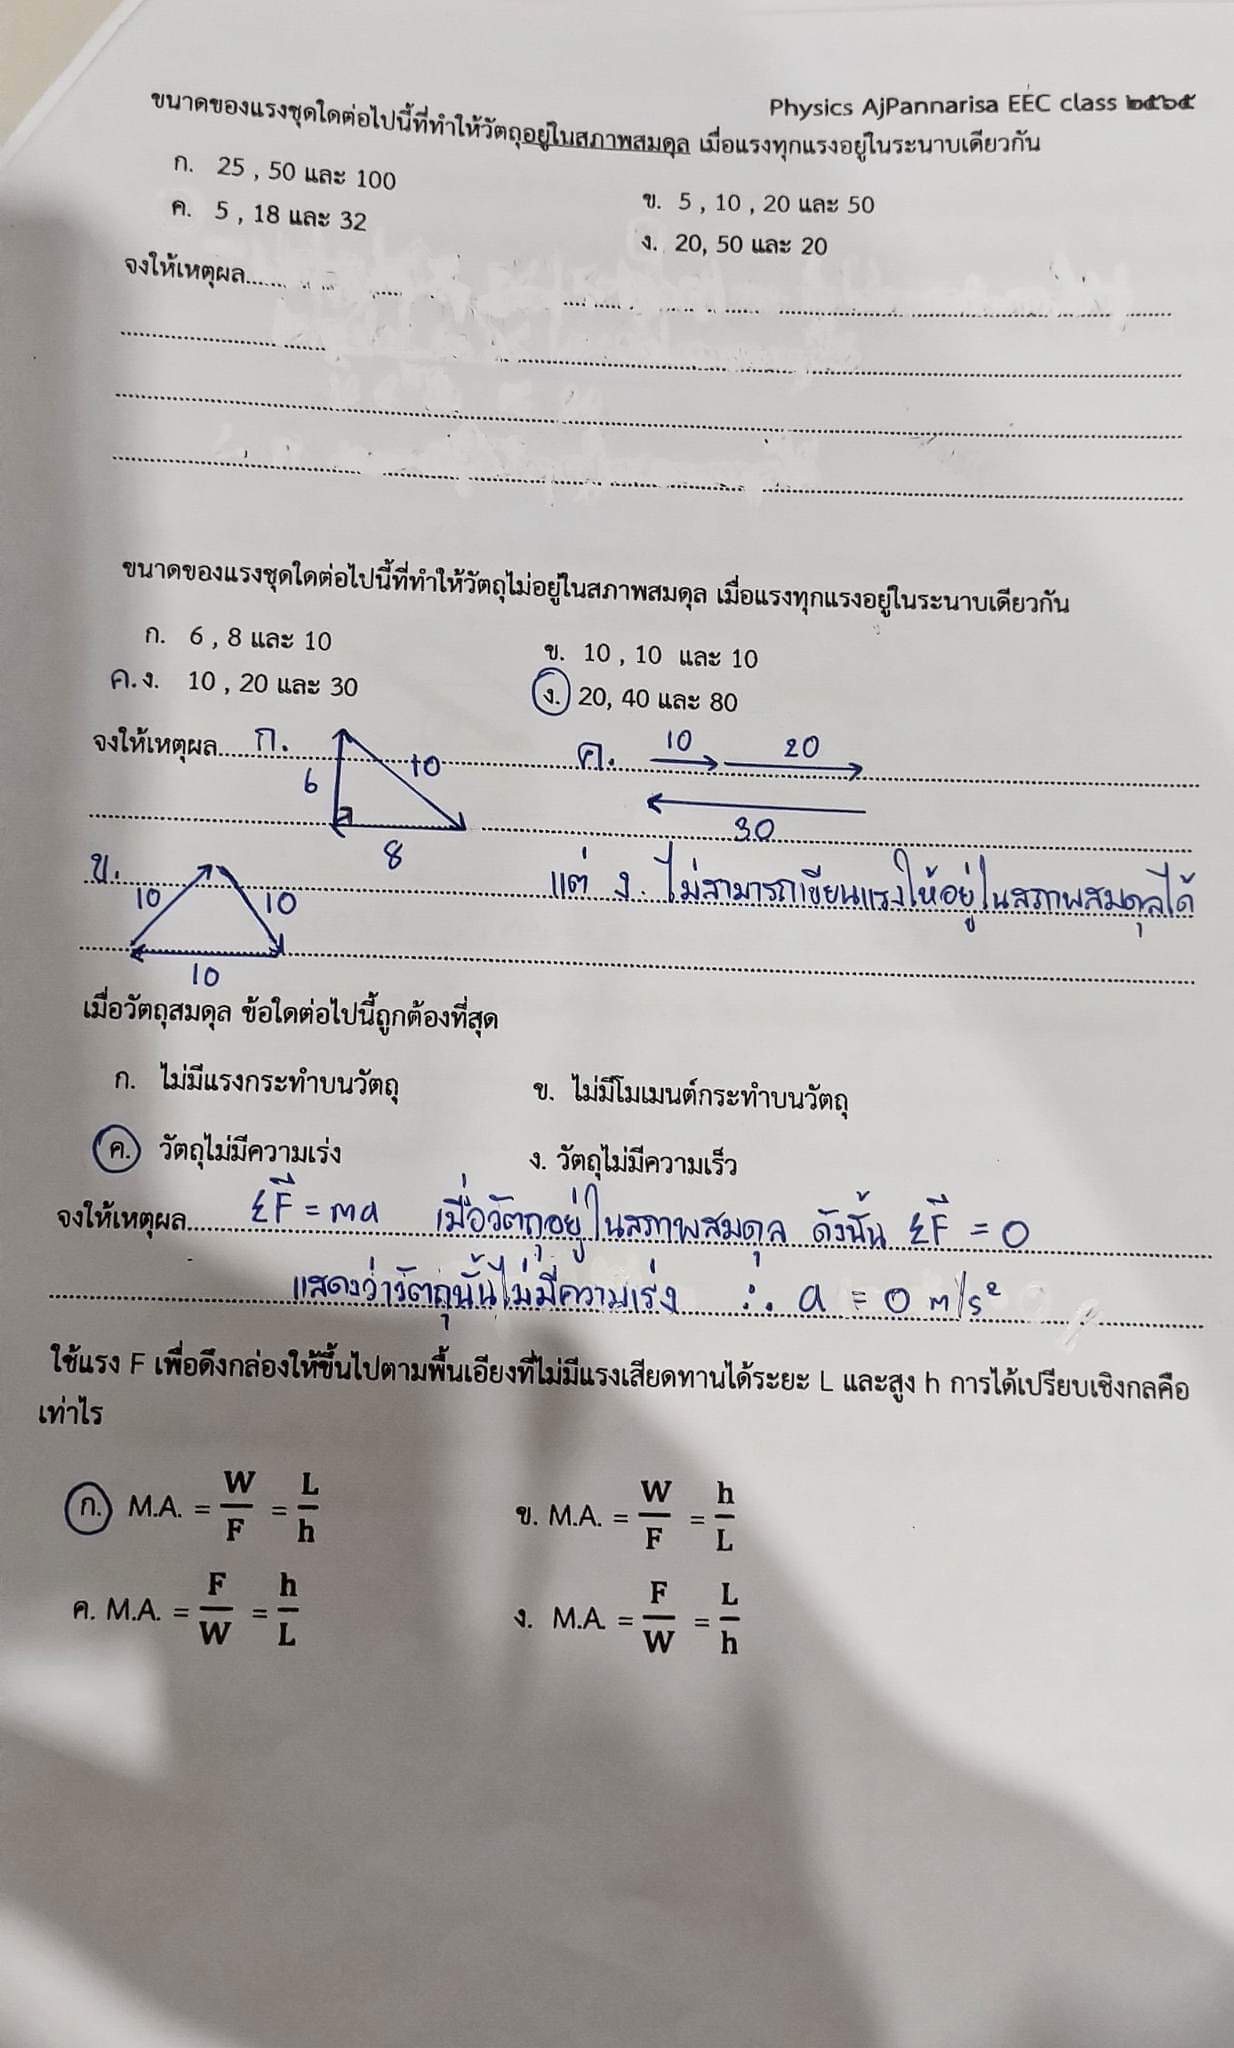 Physics AjPannarisa EEC class ๒๕๖๕
ขนาดของแรงชุดใดต่อไปนี้ที่ทำให้วัตถุอยู่ในสภาพสมดุล เมื่อแรงทุกแรงอยู่ในระนาบเดียวกัน
ก. 25 , 50 และ 100
ข. 5 , 10 , 20 และ 50
ค. 5 , 18 และ 32
ง. 20, 50 และ 20
จงให้เหตุผล
ขนาดของแรงชุดใดต่อไปนี้ที่ทำให้วัตถุไม่อยู่ในสภาพสมดุล เมื่อแรงทุกแรงอยู่ในระนาบเดียวกัน
ก. 6 , 8 และ 10
ข. 10 , 10 และ 10
ค.ง. 10 , 20 และ 30
ง. 20, 40 และ 80
จงให้เหตุผล ก. 6 10 8
ค. 10 20 30
ข. 10 10 10
แต่ ง. ไม่สามารถเขียนแรงให้อยู่ในสภาพสมดุลได้
เมื่อวัตถุสมดุล ข้อใดต่อไปนี้ถูกต้องที่สุด
ก. ไม่มีแรงกระทำบนวัตถุ
ข. ไม่มีโมเมนต์กระทำบนวัตถุ
ค. วัตถุไม่มีความเร่ง
ง. วัตถุไม่มีความเร็ว
จงให้เหตุผล ΣF⃗ = ma เมื่อวัตถุอยู่ในสภาพสมดุล ดังนั้น ΣF⃗ = 0
แสดงว่าวัตถุนั้นไม่มีความเร่ง ∴ a = 0 m/s²
ใช้แรง F เพื่อดึงกล่องให้ขึ้นไปตามพื้นเอียงที่ไม่มีแรงเสียดทานได้ระยะ L และสูง h การได้เปรียบเชิงกลคือ
เท่าไร
ก. M.A. = W/F = L/h
ข. M.A. = W/F = h/L
ค. M.A. = F/W = h/L
ง. M.A. = F/W = L/h